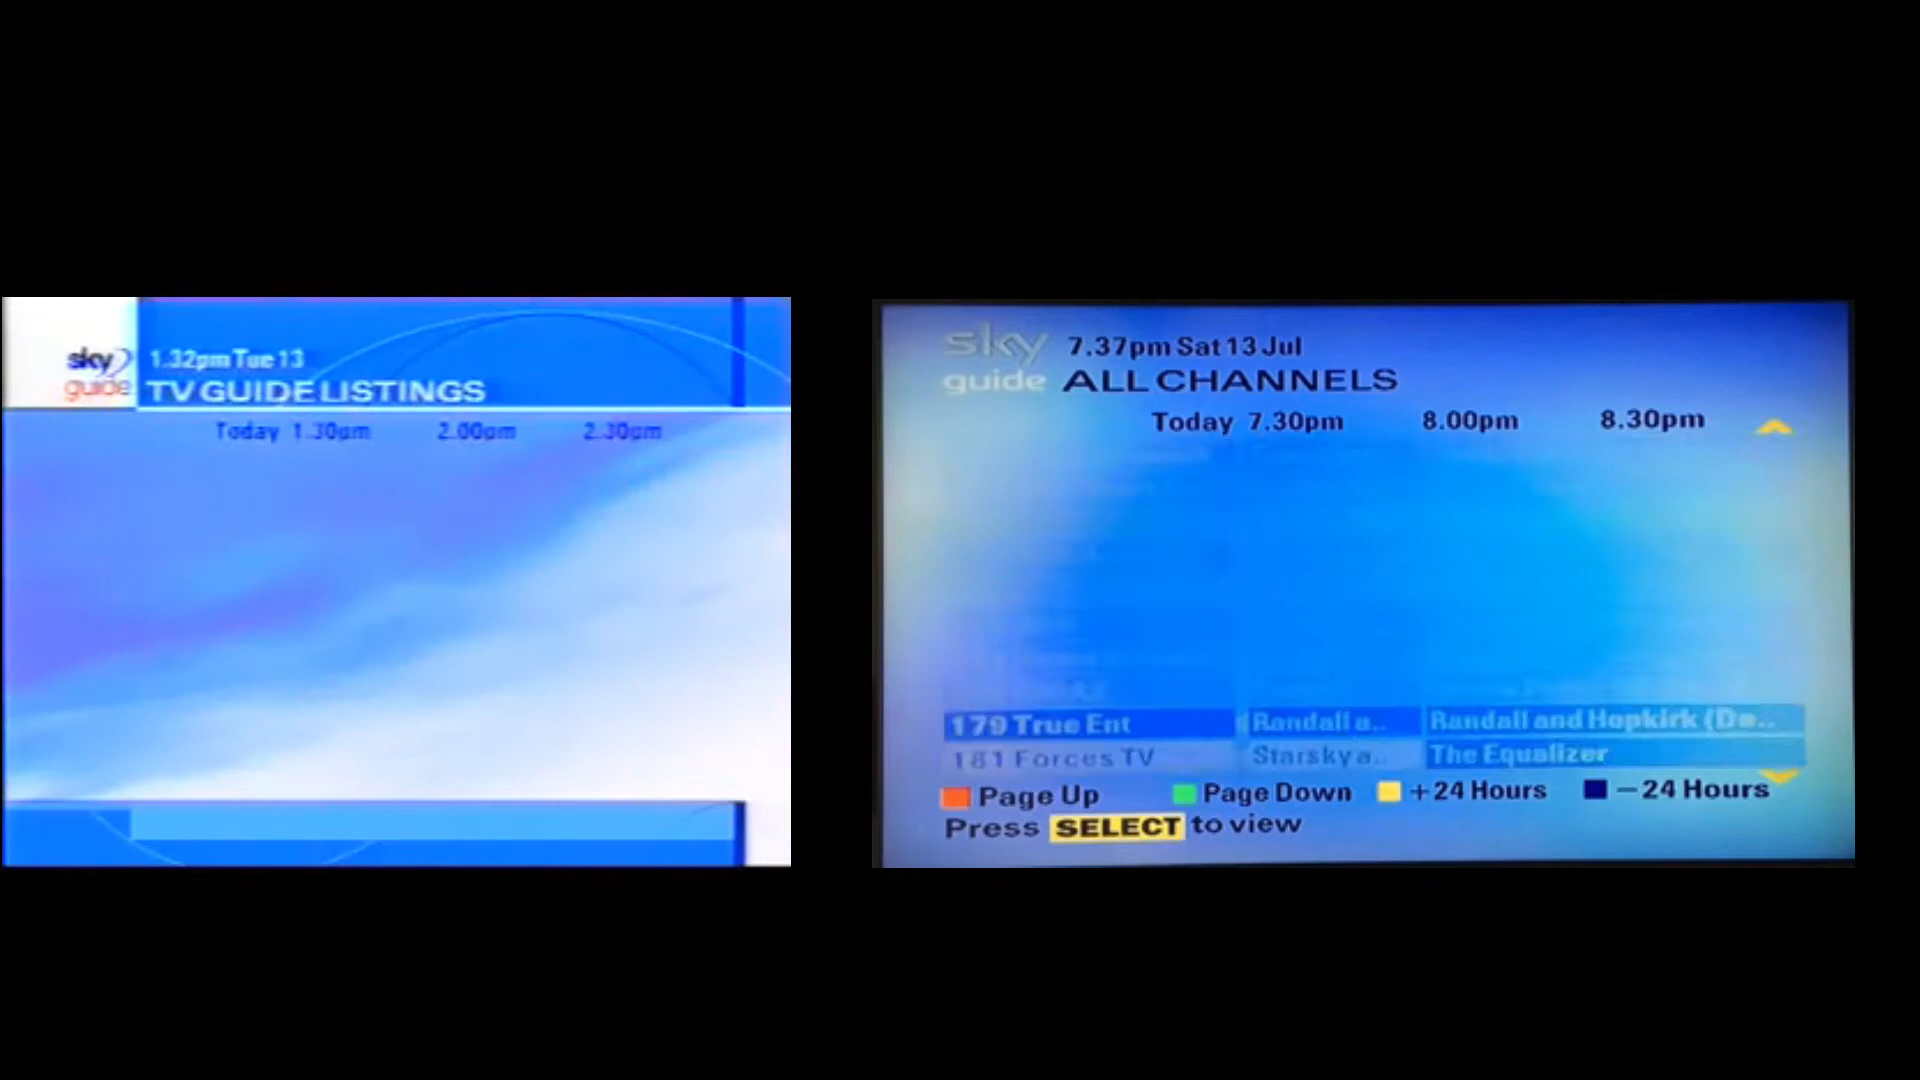 sky
guide
1.32pm Tue 13
TV GUIDE LISTINGS
Today 1.30pm 2.00pm 2.30pm
sky
guide
7.37pm Sat 13 Jul
ALL CHANNELS
Today 7.30pm 8.00pm 8.30pm
179 True Ent Randall a.. Randall and Hopkirk (De..
181 Forces TV Starsky a.. The Equalizer
Page Up Page Down +24 Hours −24 Hours
Press SELECT to view